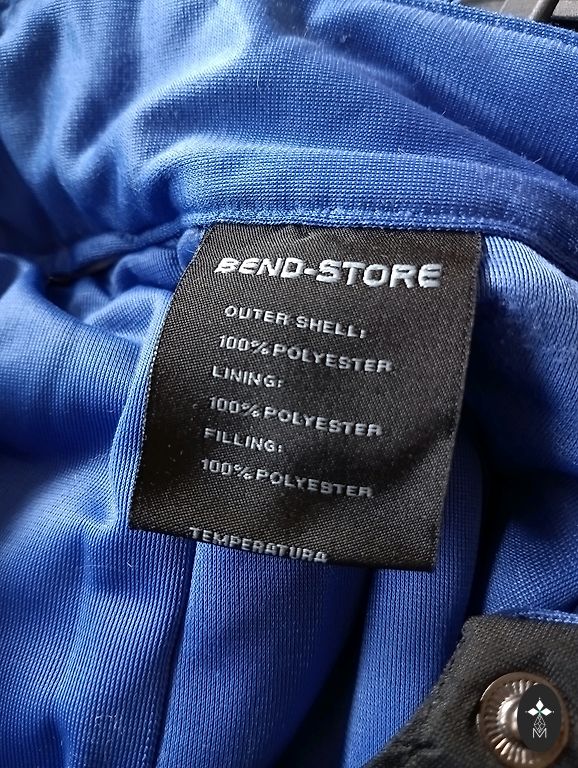 BEND-STORE
OUTER SHELL:
100% POLYESTER
LINING:
100% POLYESTER
FILLING:
100% POLYESTER
TEMPERATURA
M